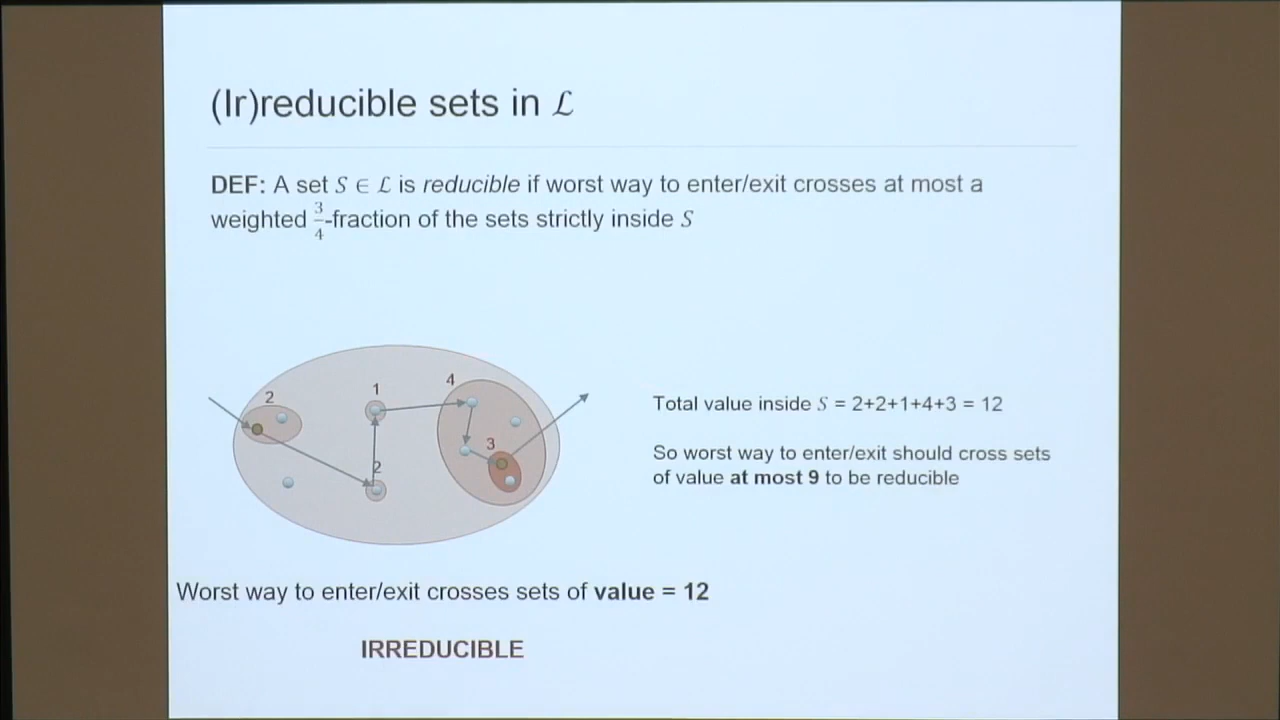 (Ir)reducible sets in ℒ
DEF: A set S ∈ ℒ is reducible if worst way to enter/exit crosses at most a
weighted 3/4-fraction of the sets strictly inside S
2
1
4
3
2
Total value inside S = 2+2+1+4+3 = 12
So worst way to enter/exit should cross sets
of value at most 9 to be reducible
Worst way to enter/exit crosses sets of value = 12
IRREDUCIBLE